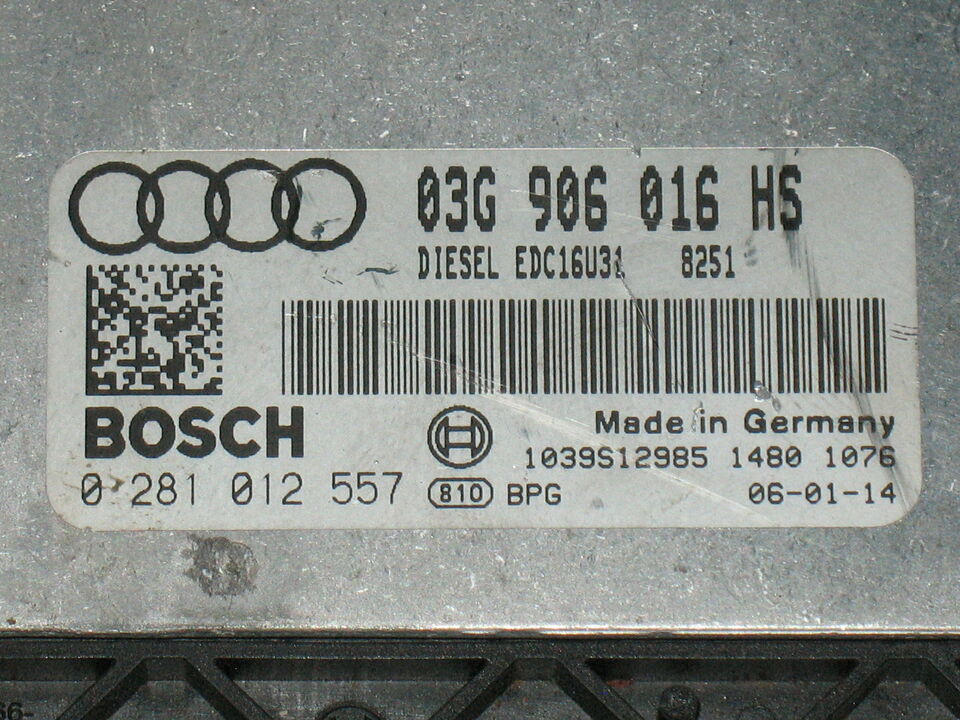 03G 906 016 HS
DIESEL EDC16U31 8251
BOSCH
Made in Germany
1039S12985 1480 1076
0 281 012 557 810 BPG 06-01-14
66-